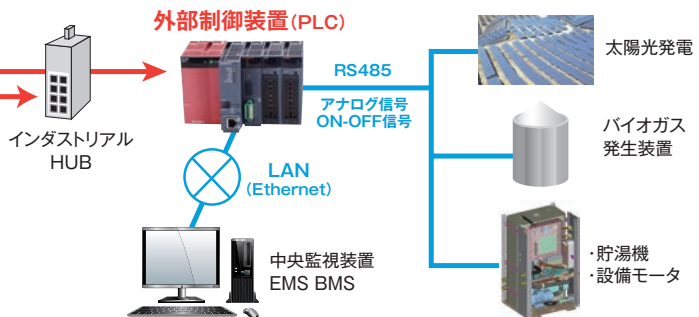 外部制御装置(PLC)
インダストリアル
HUB
RS485
アナログ信号
ON-OFF信号
太陽光発電
バイオガス
発生装置
LAN
(Ethernet)
中央監視装置
EMS BMS
・貯湯機
・設備モータ